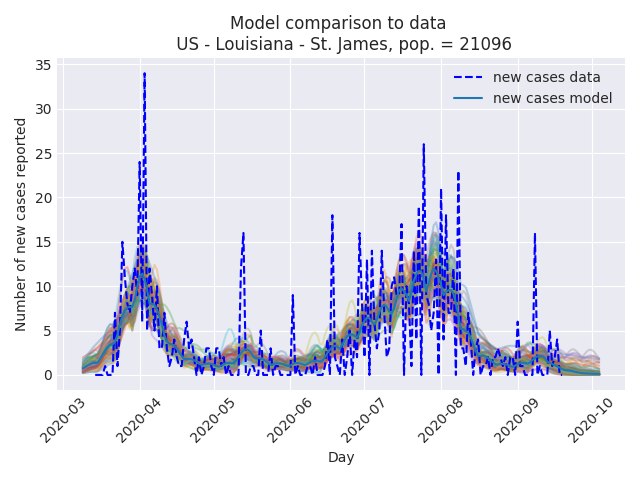 Model comparison to data
US - Louisiana - St. James, pop. = 21096
new cases data
new cases model
Number of new cases reported
35
30
25
20
15
10
5
0
2020-03
2020-04
2020-05
2020-06
2020-07
2020-08
2020-09
2020-10
Day